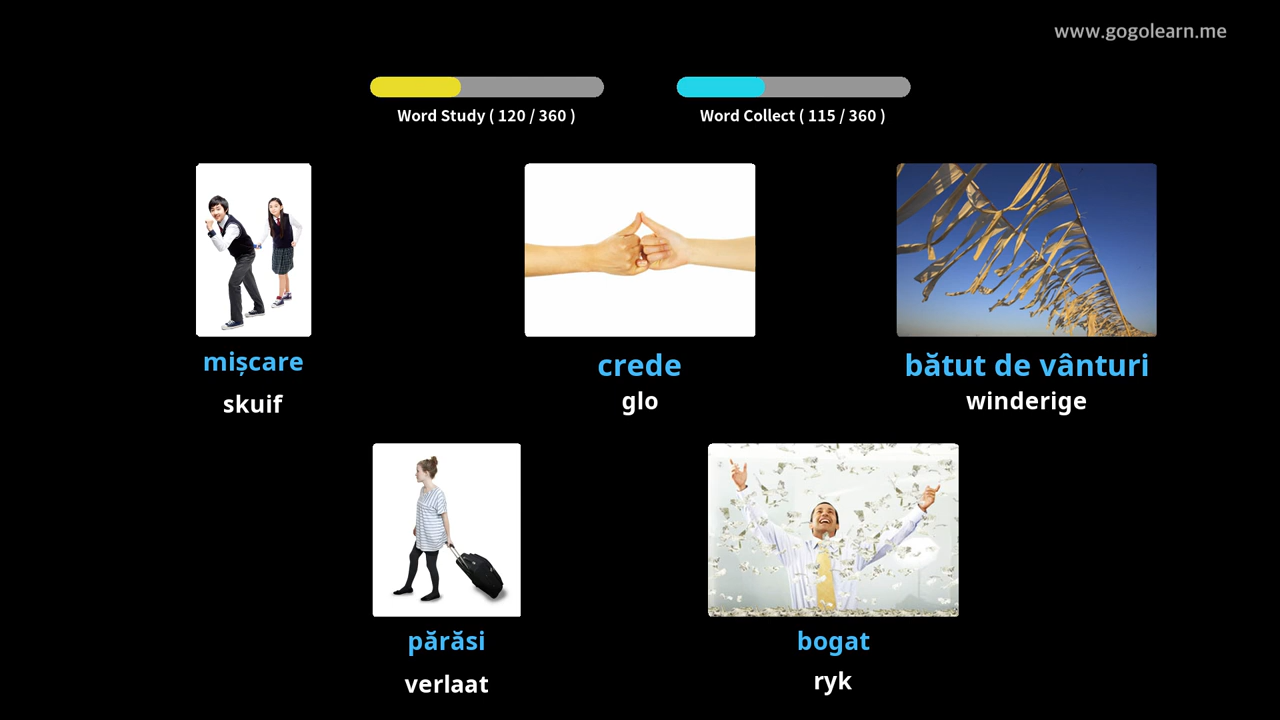 www.gogolearn.me
Word Study ( 120 / 360 )
Word Collect ( 115 / 360 )
mișcare
skuif
crede
glo
bătut de vânturi
winderige
părăsi
verlaat
bogat
ryk